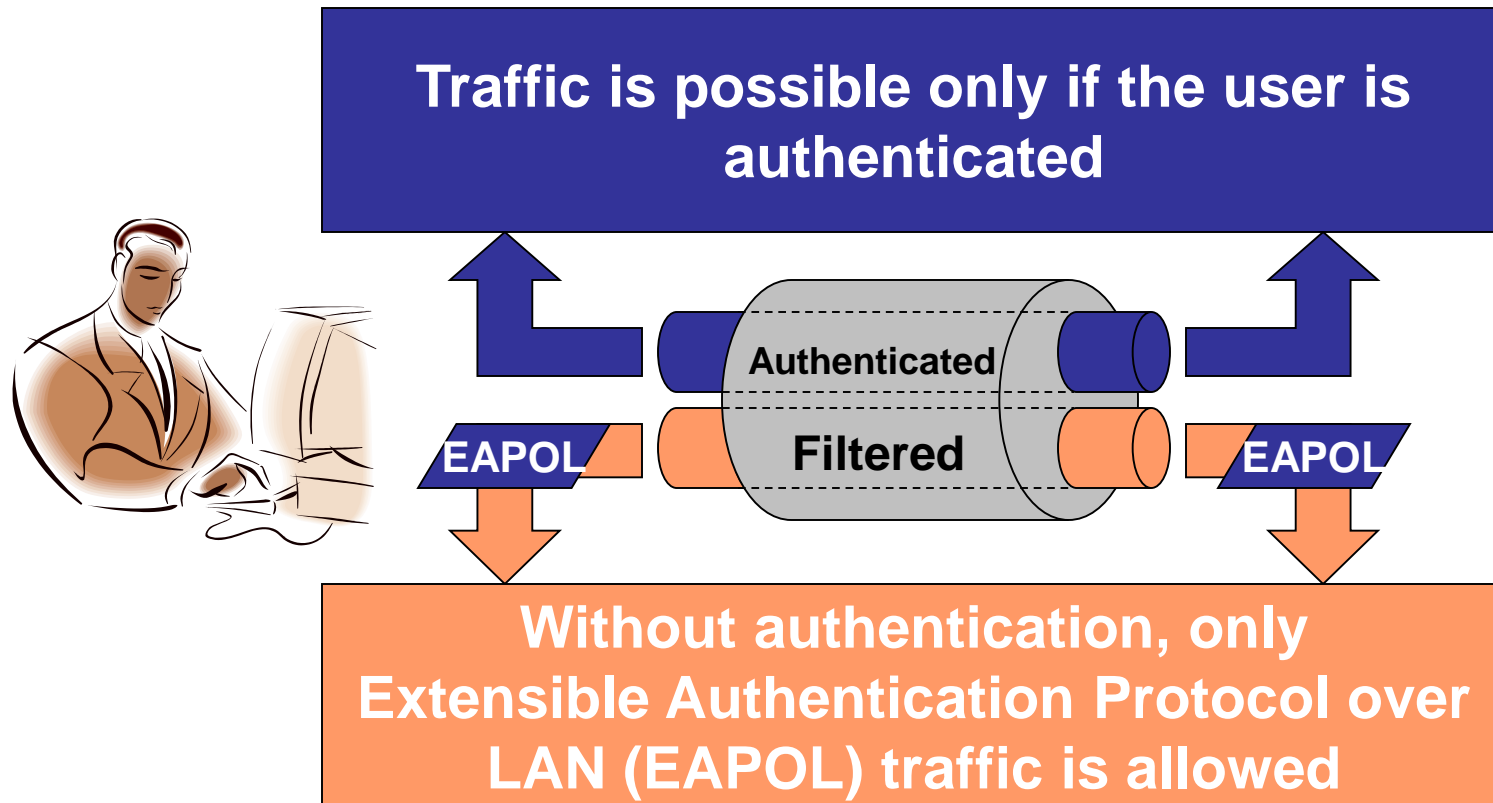 Traffic is possible only if the user is
authenticated
Authenticated
EAPOL
Filtered
EAPOL
Without authentication, only
Extensible Authentication Protocol over
LAN (EAPOL) traffic is allowed